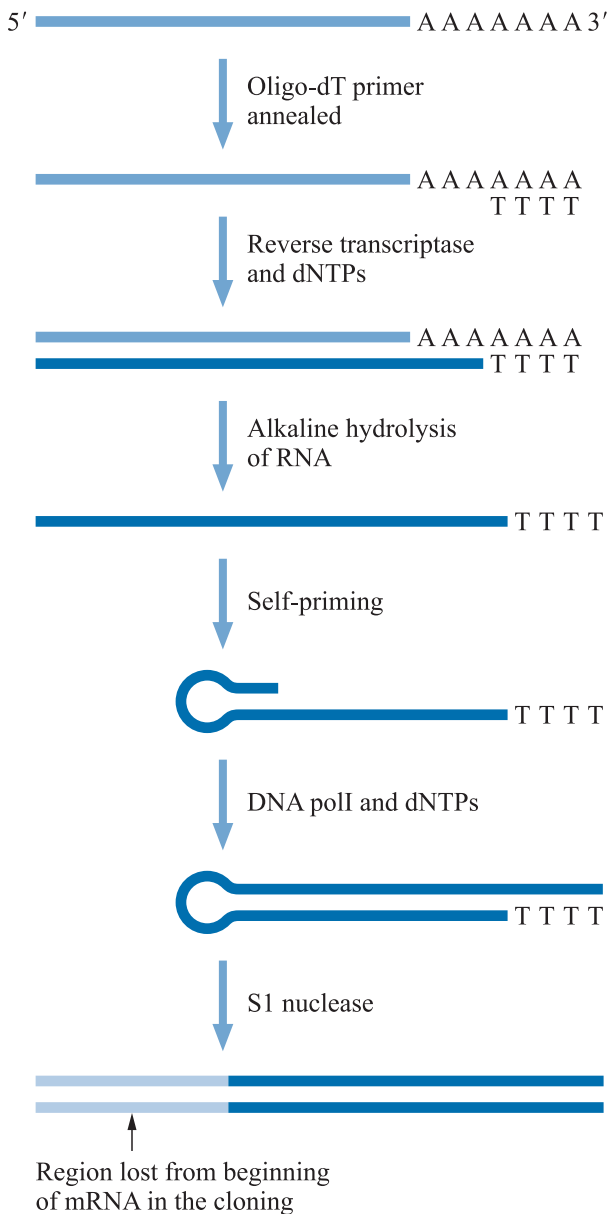 5′ A A A A A A A 3′
Oligo-dT primer
annealed
A A A A A A A
T T T T
Reverse transcriptase
and dNTPs
A A A A A A A
T T T T
Alkaline hydrolysis
of RNA
T T T T
Self-priming
T T T T
DNA polI and dNTPs
T T T T
S1 nuclease
Region lost from beginning
of mRNA in the cloning